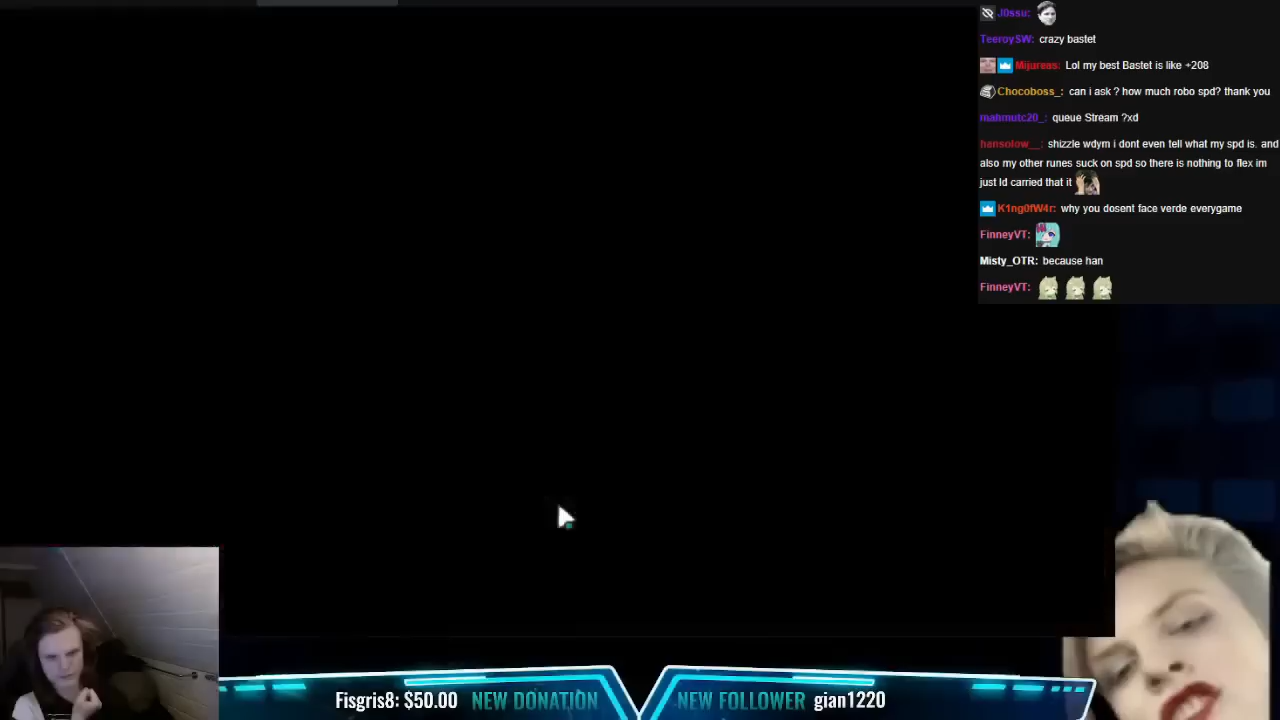 J0ssu:
TeeroySW: crazy bastet
Mijureas: Lol my best Bastet is like +208
Chocoboss_: can i ask ? how much robo spd? thank you
mahmutc20_: queue Stream ?xd
hansolow__: shizzle wdym i dont even tell what my spd is. and
also my other runes suck on spd so there is nothing to flex im
just ld carried that it
K1ng0fW4r: why you dosent face verde everygame
FinneyVT:
Misty_OTR: because han
FinneyVT:
Fisgris8: $50.00 NEW DONATION NEW FOLLOWER gian1220